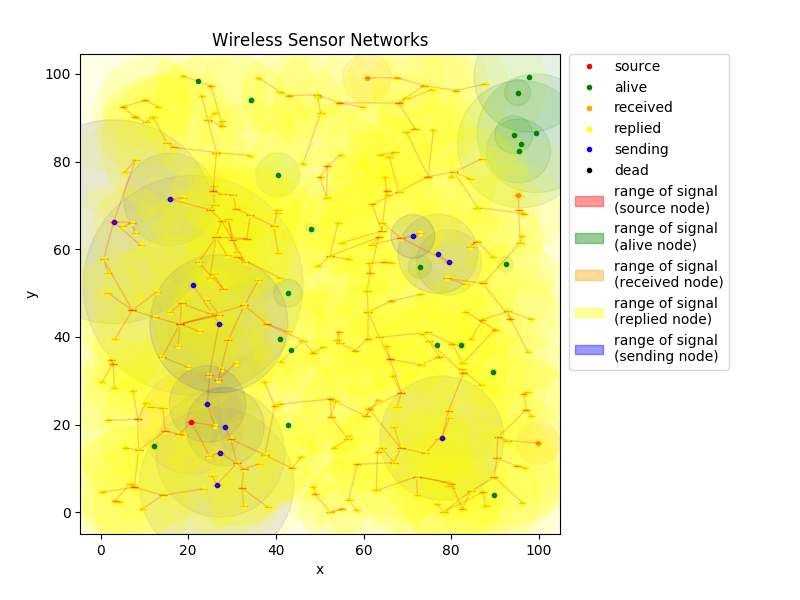 Wireless Sensor Networks
y
100
80
60
40
20
0
0 20 40 60 80 100
x
source
alive
received
replied
sending
dead
range of signal
(source node)
range of signal
(alive node)
range of signal
(received node)
range of signal
(replied node)
range of signal
(sending node)